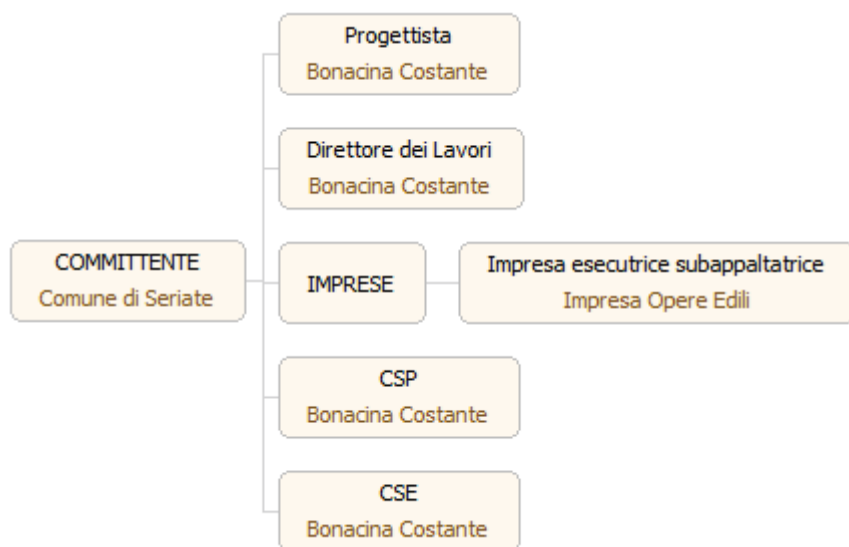 Progettista
Bonacina Costante
Direttore dei Lavori
Bonacina Costante
COMMITTENTE
Comune di Seriate
IMPRESE
Impresa esecutrice subappaltatrice
Impresa Opere Edili
CSP
Bonacina Costante
CSE
Bonacina Costante